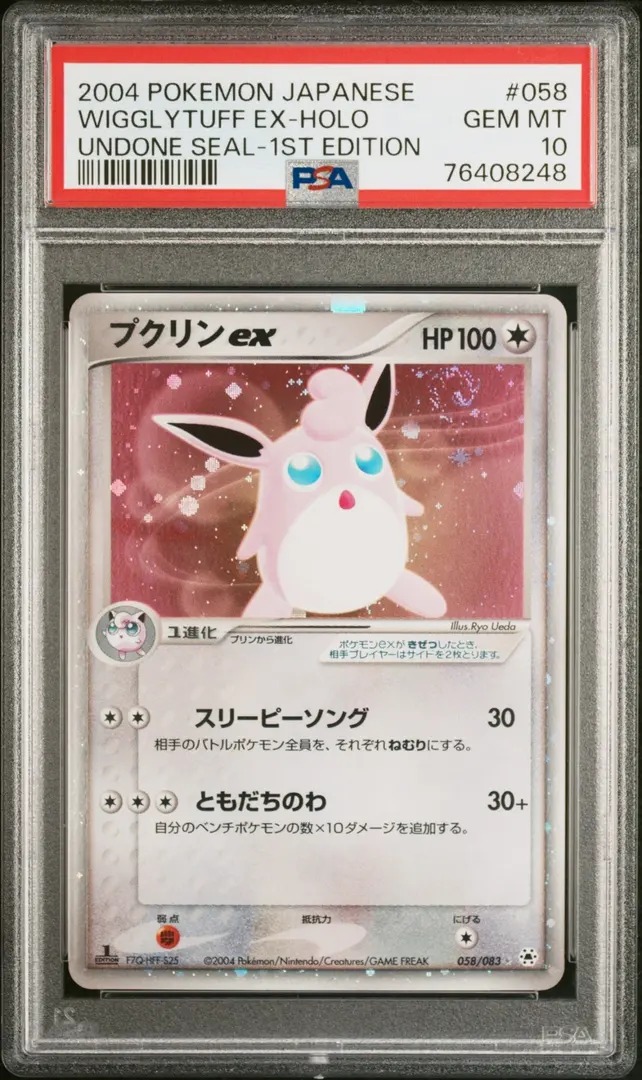 2004 POKEMON JAPANESE #058
WIGGLYTUFF EX-HOLO GEM MT
UNDONE SEAL-1ST EDITION 10
PSA 76408248
プクリンex HP100
Illus.Ryo Ueda
1進化 プリンから進化
ポケモンexが きぜつしたとき、
相手プレイヤーはサイドを2枚とります。
スリーピーソング 30
相手のバトルポケモン全員を、それぞれねむりにする。
ともだちのわ 30+
自分のベンチポケモンの数×10ダメージを追加する。
弱点 抵抗力 にげる
1 EDITION F7Q-HFF-S25 ©2004 Pokémon/Nintendo/Creatures/GAME FREAK 058/083
PSA